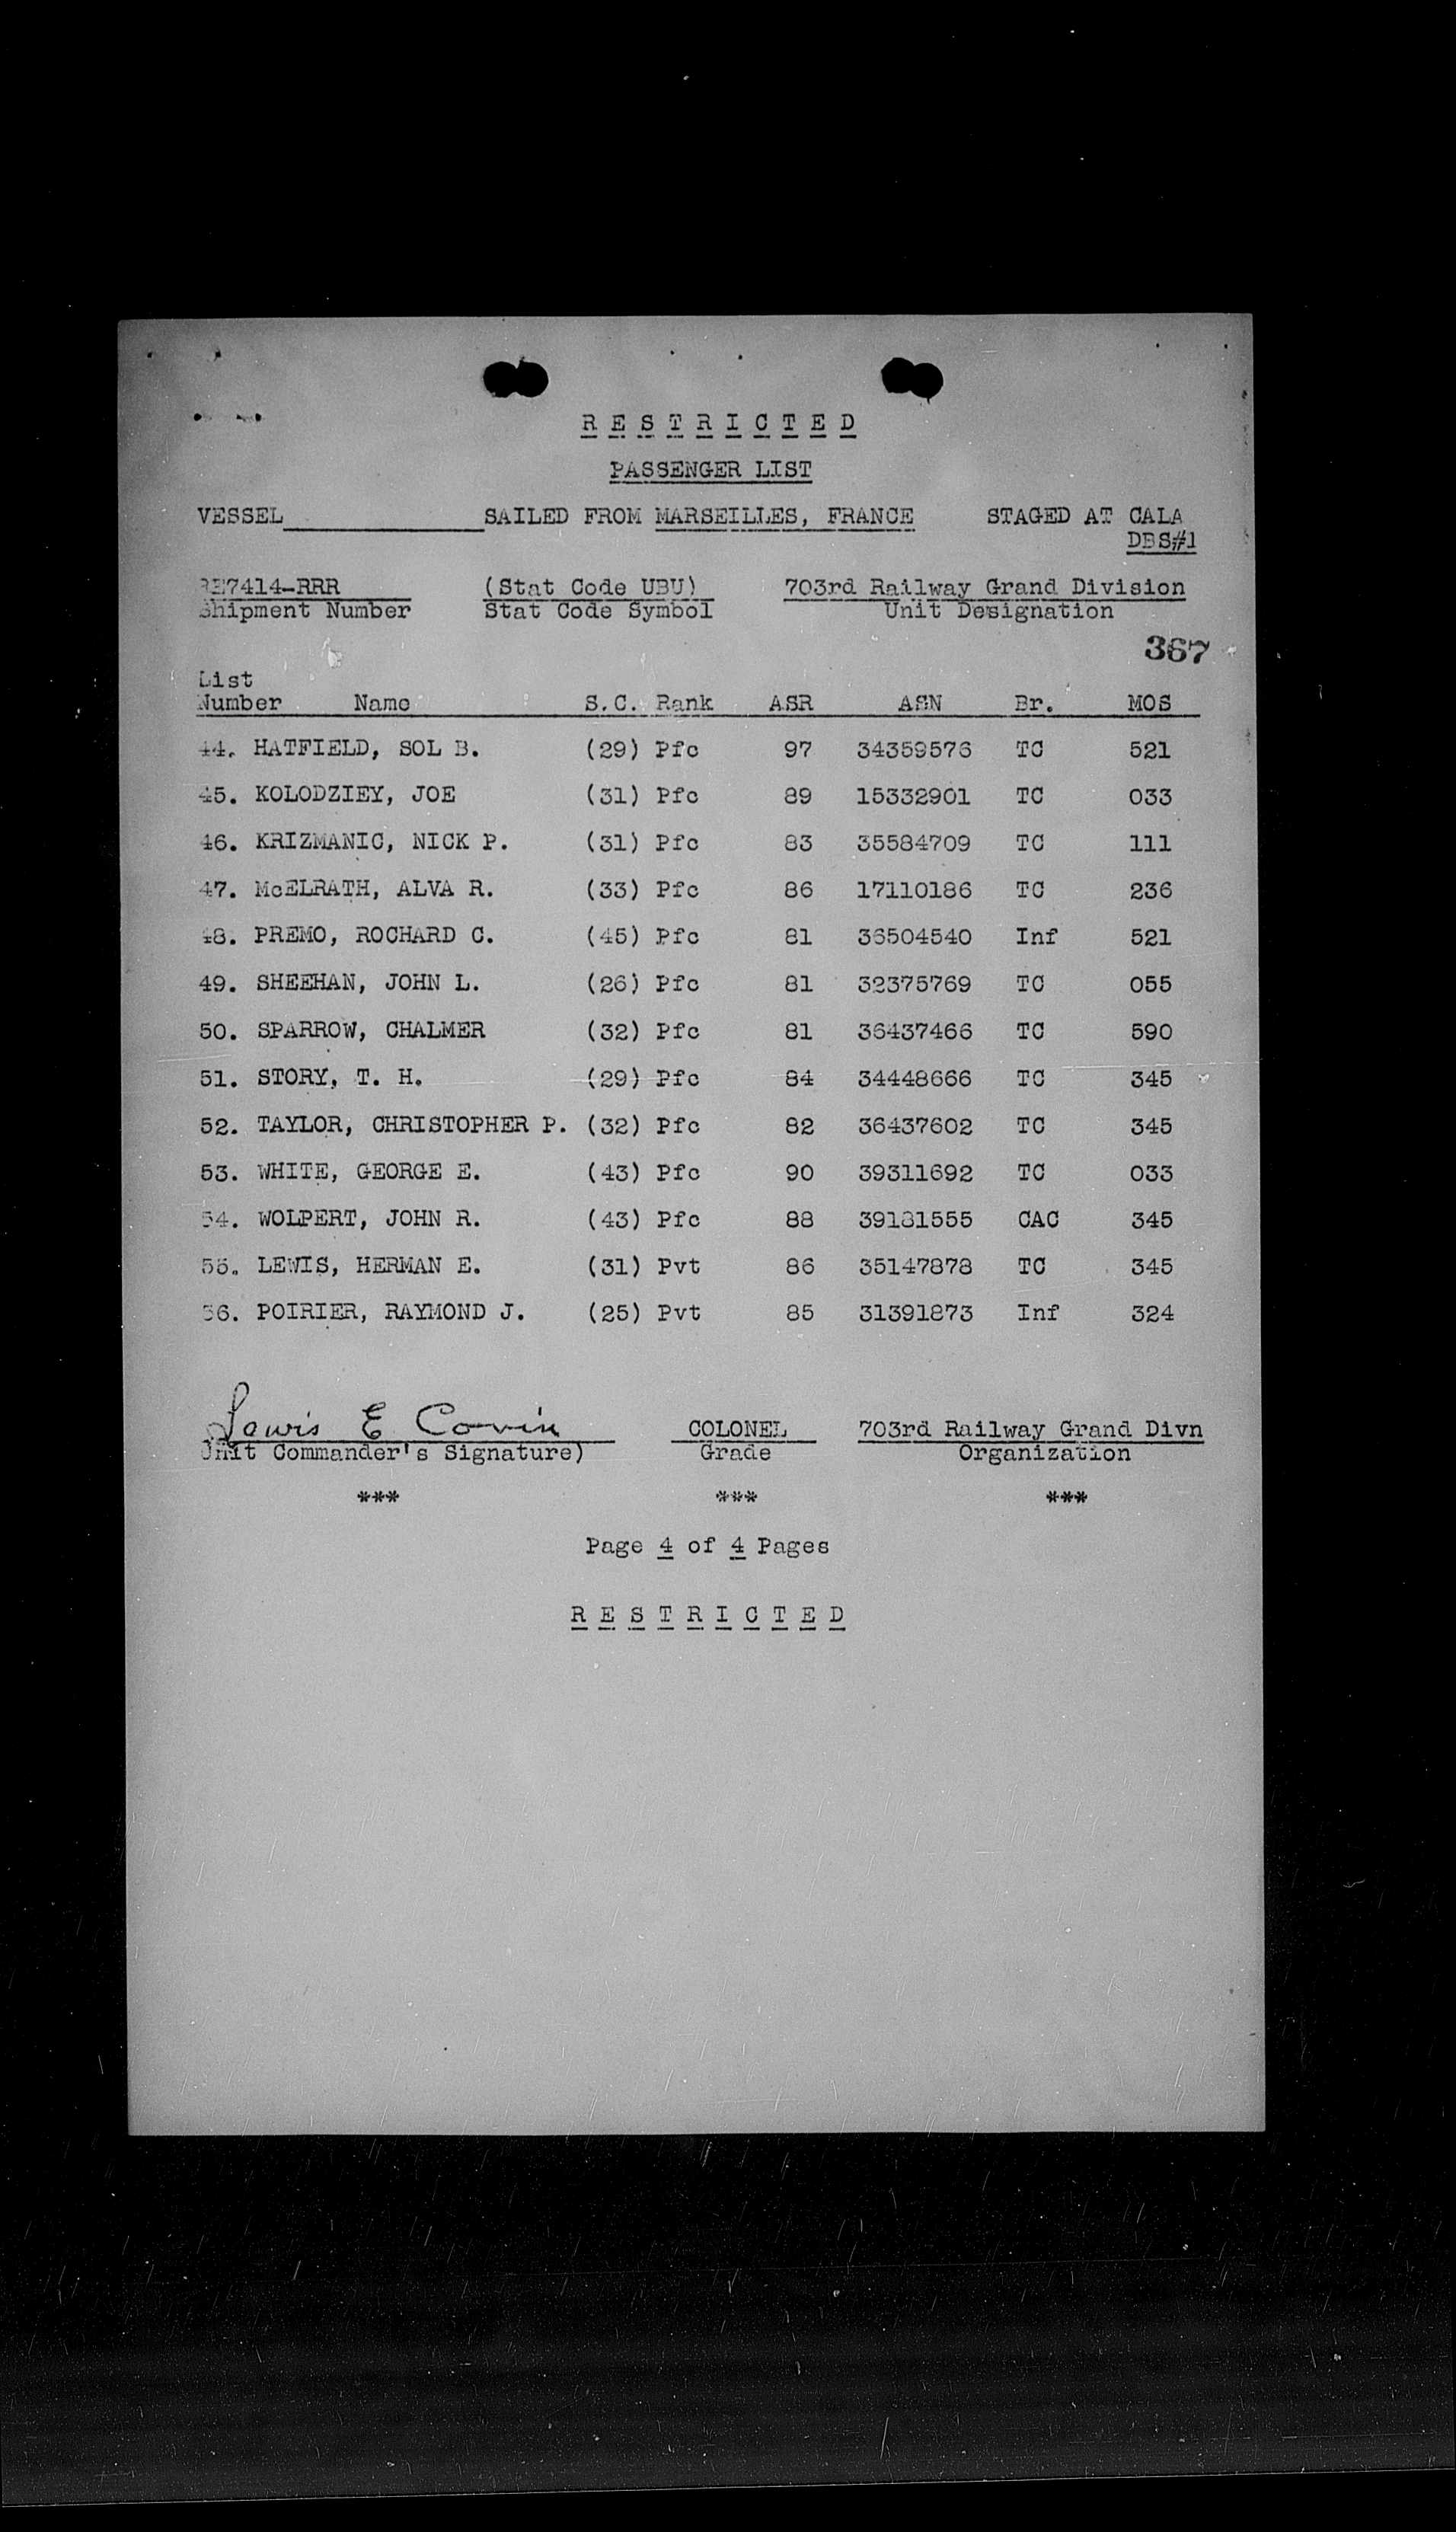 R E S T R I C T E D
PASSENGER LIST
VESSEL SAILED FROM MARSEILLES, FRANCE STAGED AT CALA
DBS#1
RE7414-RRR (Stat Code UBU) 703rd Railway Grand Division
Shipment Number Stat Code Symbol Unit Designation
367
List
Number Name S.C. Rank ASR ASN Br. MOS
44. HATFIELD, SOL B. (29) Pfc 97 34359576 TC 521
45. KOLODZIEY, JOE (31) Pfc 89 15332901 TC 033
46. KRIZMANIC, NICK P. (31) Pfc 83 35584709 TC 111
47. McELRATH, ALVA R. (33) Pfc 86 17110186 TC 236
48. PREMO, ROCHARD C. (45) Pfc 81 36504540 Inf 521
49. SHEEHAN, JOHN L. (26) Pfc 81 32375769 TC 055
50. SPARROW, CHALMER (32) Pfc 81 36437466 TC 590
51. STORY, T. H. (29) Pfc 84 34448666 TC 345
52. TAYLOR, CHRISTOPHER P. (32) Pfc 82 36437602 TC 345
53. WHITE, GEORGE E. (43) Pfc 90 39311692 TC 033
54. WOLPERT, JOHN R. (43) Pfc 88 39181555 CAC 345
55. LEWIS, HERMAN E. (31) Pvt 86 35147878 TC 345
56. POIRIER, RAYMOND J. (25) Pvt 85 31391873 Inf 324
Lewis E Covin COLONEL 703rd Railway Grand Divn
Unit Commander's Signature) Grade Organization
*** *** ***
Page 4 of 4 Pages
R E S T R I C T E D